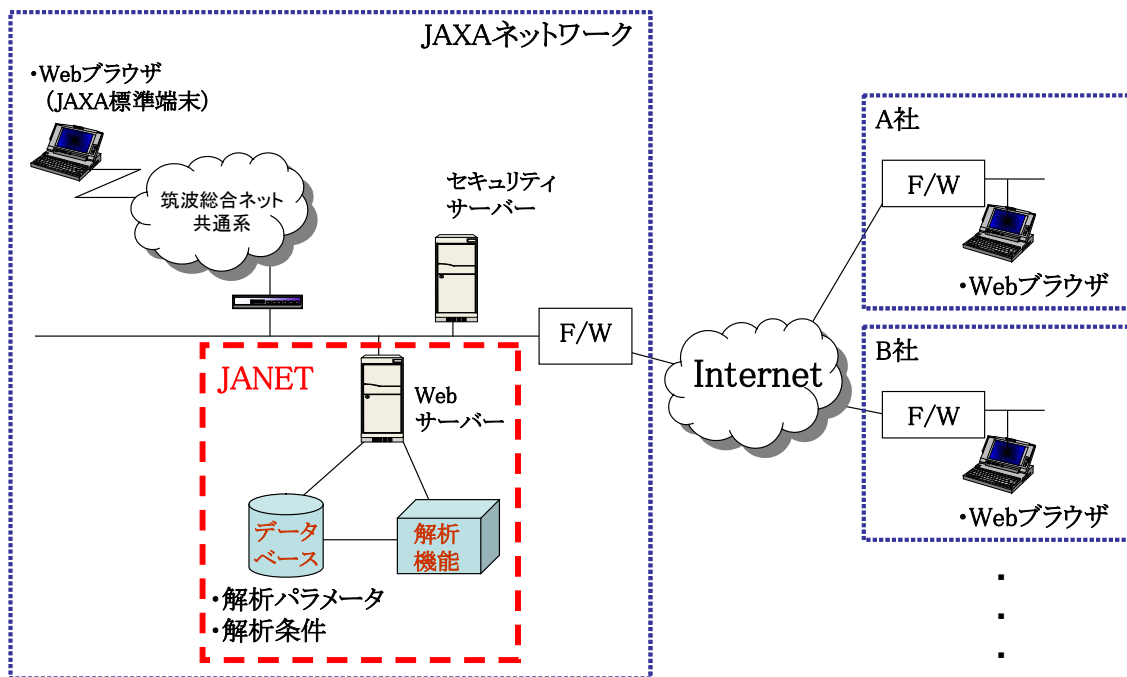 JAXAネットワーク
・Webブラウザ
（JAXA標準端末）
筑波総合ネット
共通系
セキュリティ
サーバー
F/W
JANET
Web
サーバー
データ
ベース
解析
機能
・解析パラメータ
・解析条件
Internet
A社
F/W
・Webブラウザ
B社
F/W
・Webブラウザ
・
・
・